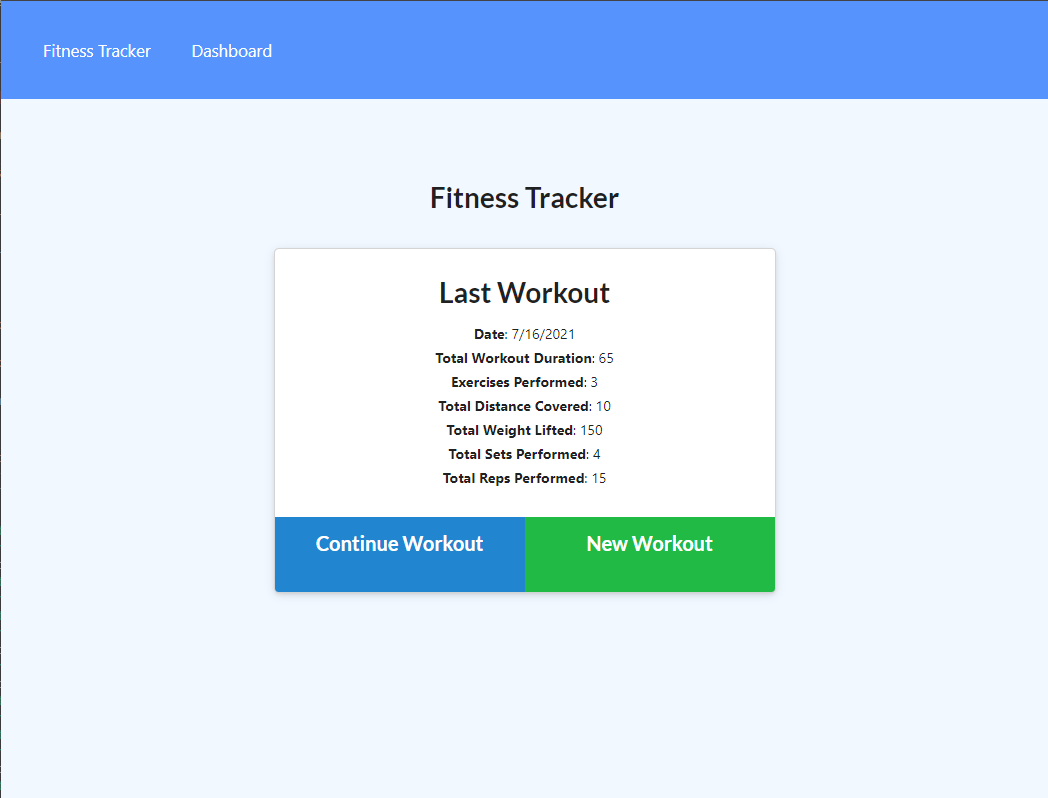 Fitness Tracker Dashboard
Fitness Tracker
Last Workout
Date: 7/16/2021
Total Workout Duration: 65
Exercises Performed: 3
Total Distance Covered: 10
Total Weight Lifted: 150
Total Sets Performed: 4
Total Reps Performed: 15
Continue Workout New Workout